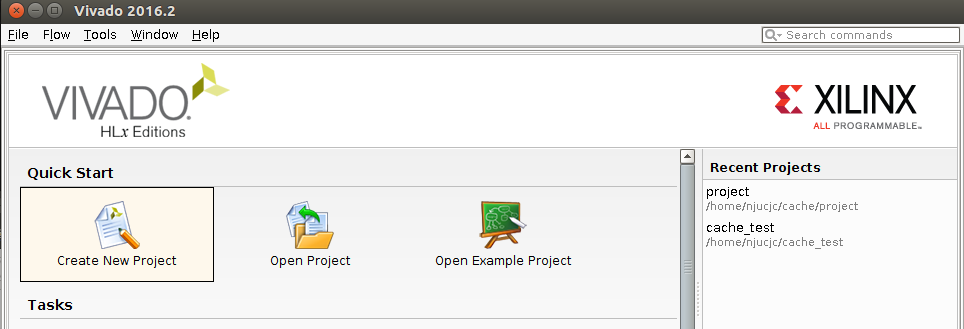 Vivado 2016.2
File Flow Tools Window Help
Search commands
VIVADO.
HLx Editions
XILINX
ALL PROGRAMMABLE™
Quick Start
Create New Project
Open Project
Open Example Project
Tasks
Recent Projects
project
/home/njucjc/cache/project
cache_test
/home/njucjc/cache_test